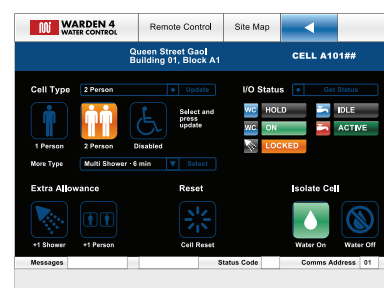 WARDEN 4
WATER CONTROL
Remote Control
Site Map
Queen Street Gaol
Building 01, Block A1
CELL A101##
Cell Type
2 Person
Update
I/O Status
Get Status
1 Person
2 Person
Disabled
Select and
press
update
WC HOLD
IDLE
WC ON
ACTIVE
LOCKED
More Type
Multi Shower · 6 min
Select
Extra Allowance
Reset
Isolate Cell
+1 Shower
+1 Person
Cell Reset
Water On
Water Off
Messages
Status Code
Comms Address 01